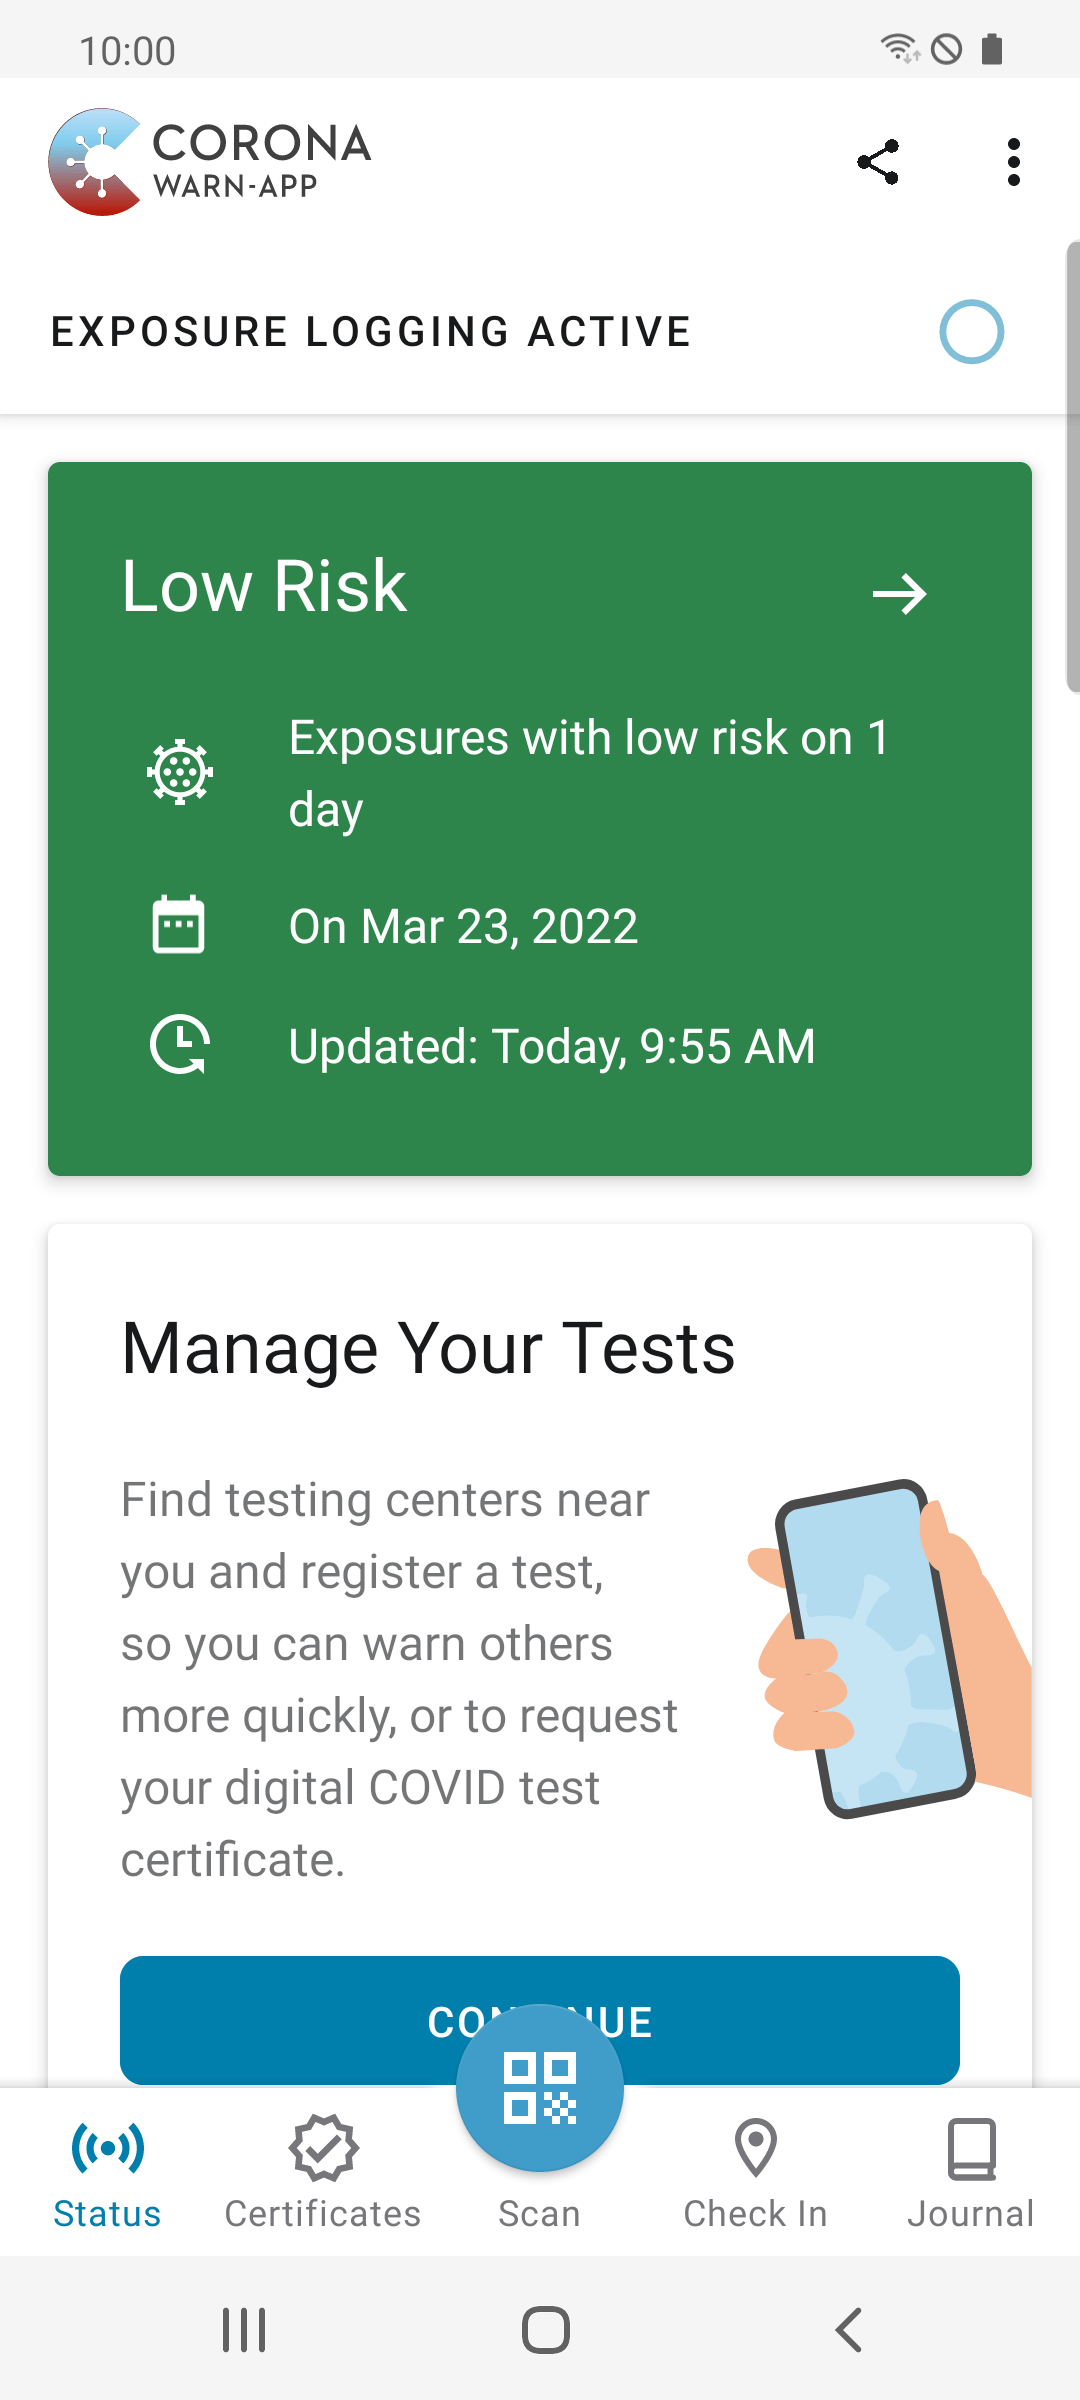 10:00
CORONA
WARN-APP
EXPOSURE LOGGING ACTIVE
Low Risk
Exposures with low risk on 1
day
On Mar 23, 2022
Updated: Today, 9:55 AM
Manage Your Tests
Find testing centers near
you and register a test,
so you can warn others
more quickly, or to request
your digital COVID test
certificate.
Status
Certificates
Scan
Check In
Journal